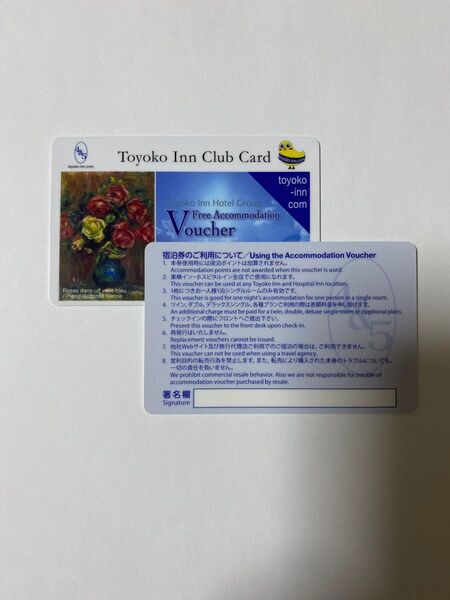 toyoko-inn.com
Toyoko Inn Club Card
toyoko-inn.com
toyoko
-inn
com
Toyoko Inn Hotel Group
Free Accommodation
Voucher
Roses dans un vase bleu
/ Pierre-Auguste Renoir
宿泊券のご利用について/Using the Accommodation Voucher
1. 本券使用時には宿泊ポイントは加算されません。
Accommodation points are not awarded when this voucher is used.
2. 東横イン・ホスピタルイン全店でご使用になれます。
This voucher can be used at any Toyoko Inn and Hospital Inn location.
3. 1枚につきお一人様1泊シングルルームのみ有効です。
This voucher is good for one night's accommodation for one person in a single room.
4. ツイン、ダブル、デラックスシングル、各種プランご利用の際は差額料金を申し受けます。
An additional charge must be paid for a twin, double, deluxe single room or coptional plans.
5. チェックインの際にフロントへご提出下さい。
Present this voucher to the front desk upon check-in.
6. 再発行はいたしません。
Replacement vouchers cannot be issued.
7. 他社Webサイト及び旅行代理店ご利用でのご宿泊の場合は、ご利用できません。
This voucher can not be used when using a travel agency.
8. 営利目的の転売行為を禁止します。また、転売により購入された本券のトラブルについても、
一切の責任を負いません。
We prohibit commercial resale behavior. Also we are not responsible for trouble of
accommodation voucher purchased by resale.
署名欄
Signature